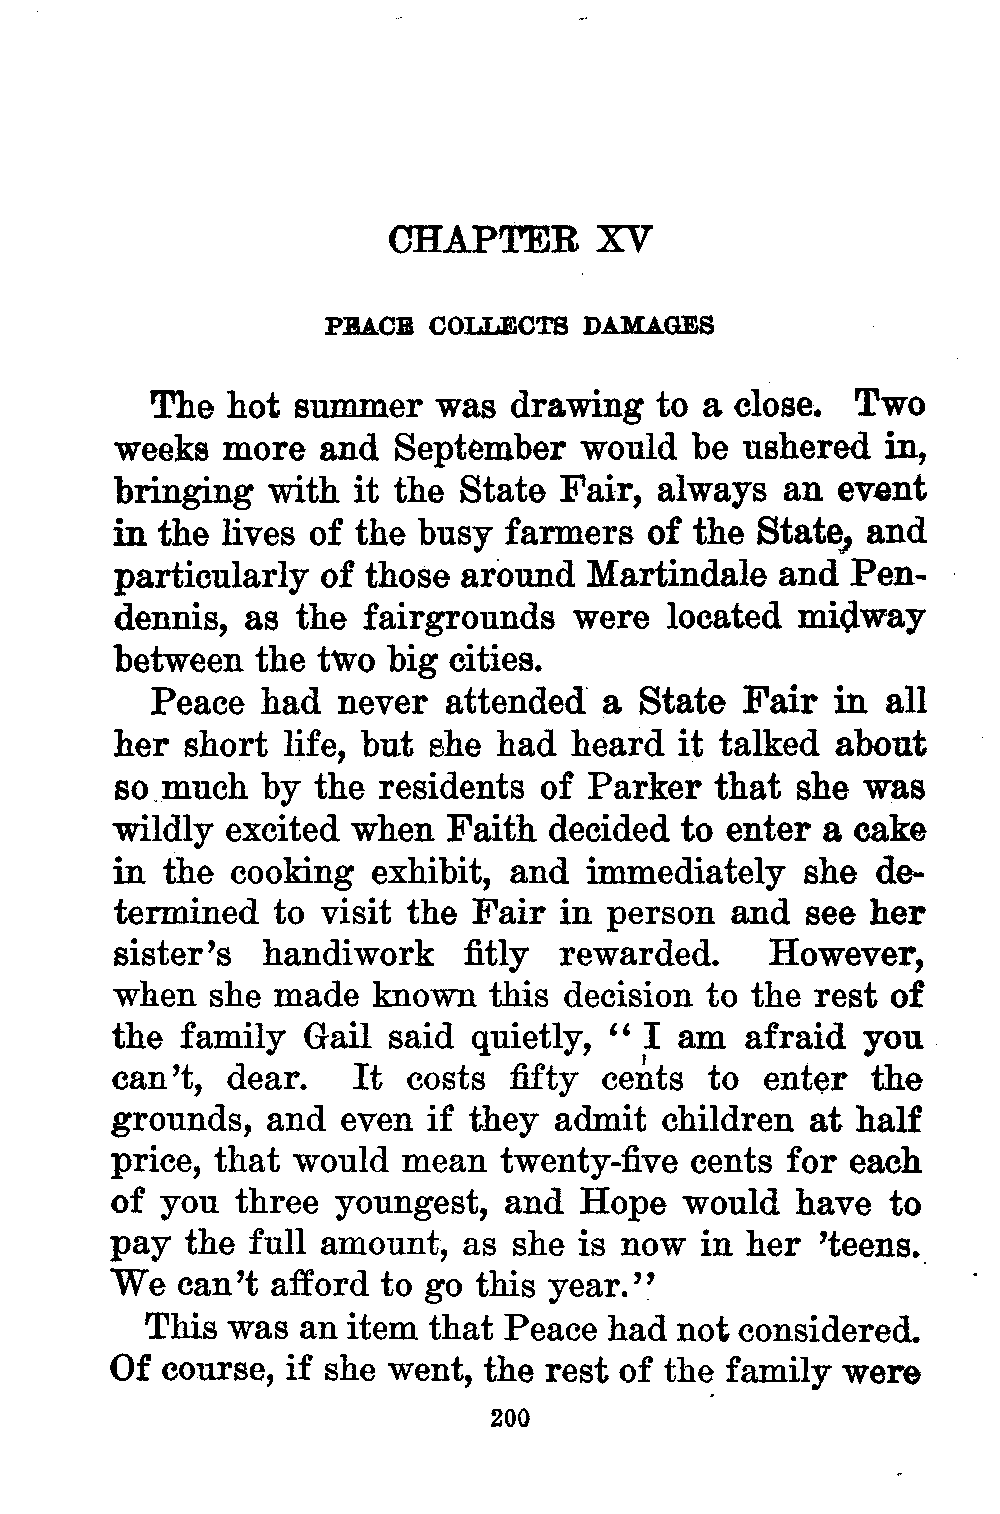 CHAPTER XV
PEACE COLLECTS DAMAGES
The hot summer was drawing to a close. Two
weeks more and September would be ushered in,
bringing with it the State Fair, always an event
in the lives of the busy farmers of the State, and
particularly of those around Martindale and Pen-
dennis, as the fairgrounds were located midway
between the two big cities.
Peace had never attended a State Fair in all
her short life, but she had heard it talked about
so much by the residents of Parker that she was
wildly excited when Faith decided to enter a cake
in the cooking exhibit, and immediately she de-
termined to visit the Fair in person and see her
sister's handiwork fitly rewarded. However,
when she made known this decision to the rest of
the family Gail said quietly, "I am afraid you
can't, dear. It costs fifty cents to enter the
grounds, and even if they admit children at half
price, that would mean twenty-five cents for each
of you three youngest, and Hope would have to
pay the full amount, as she is now in her 'teens.
We can't afford to go this year."
This was an item that Peace had not considered.
Of course, if she went, the rest of the family were
200